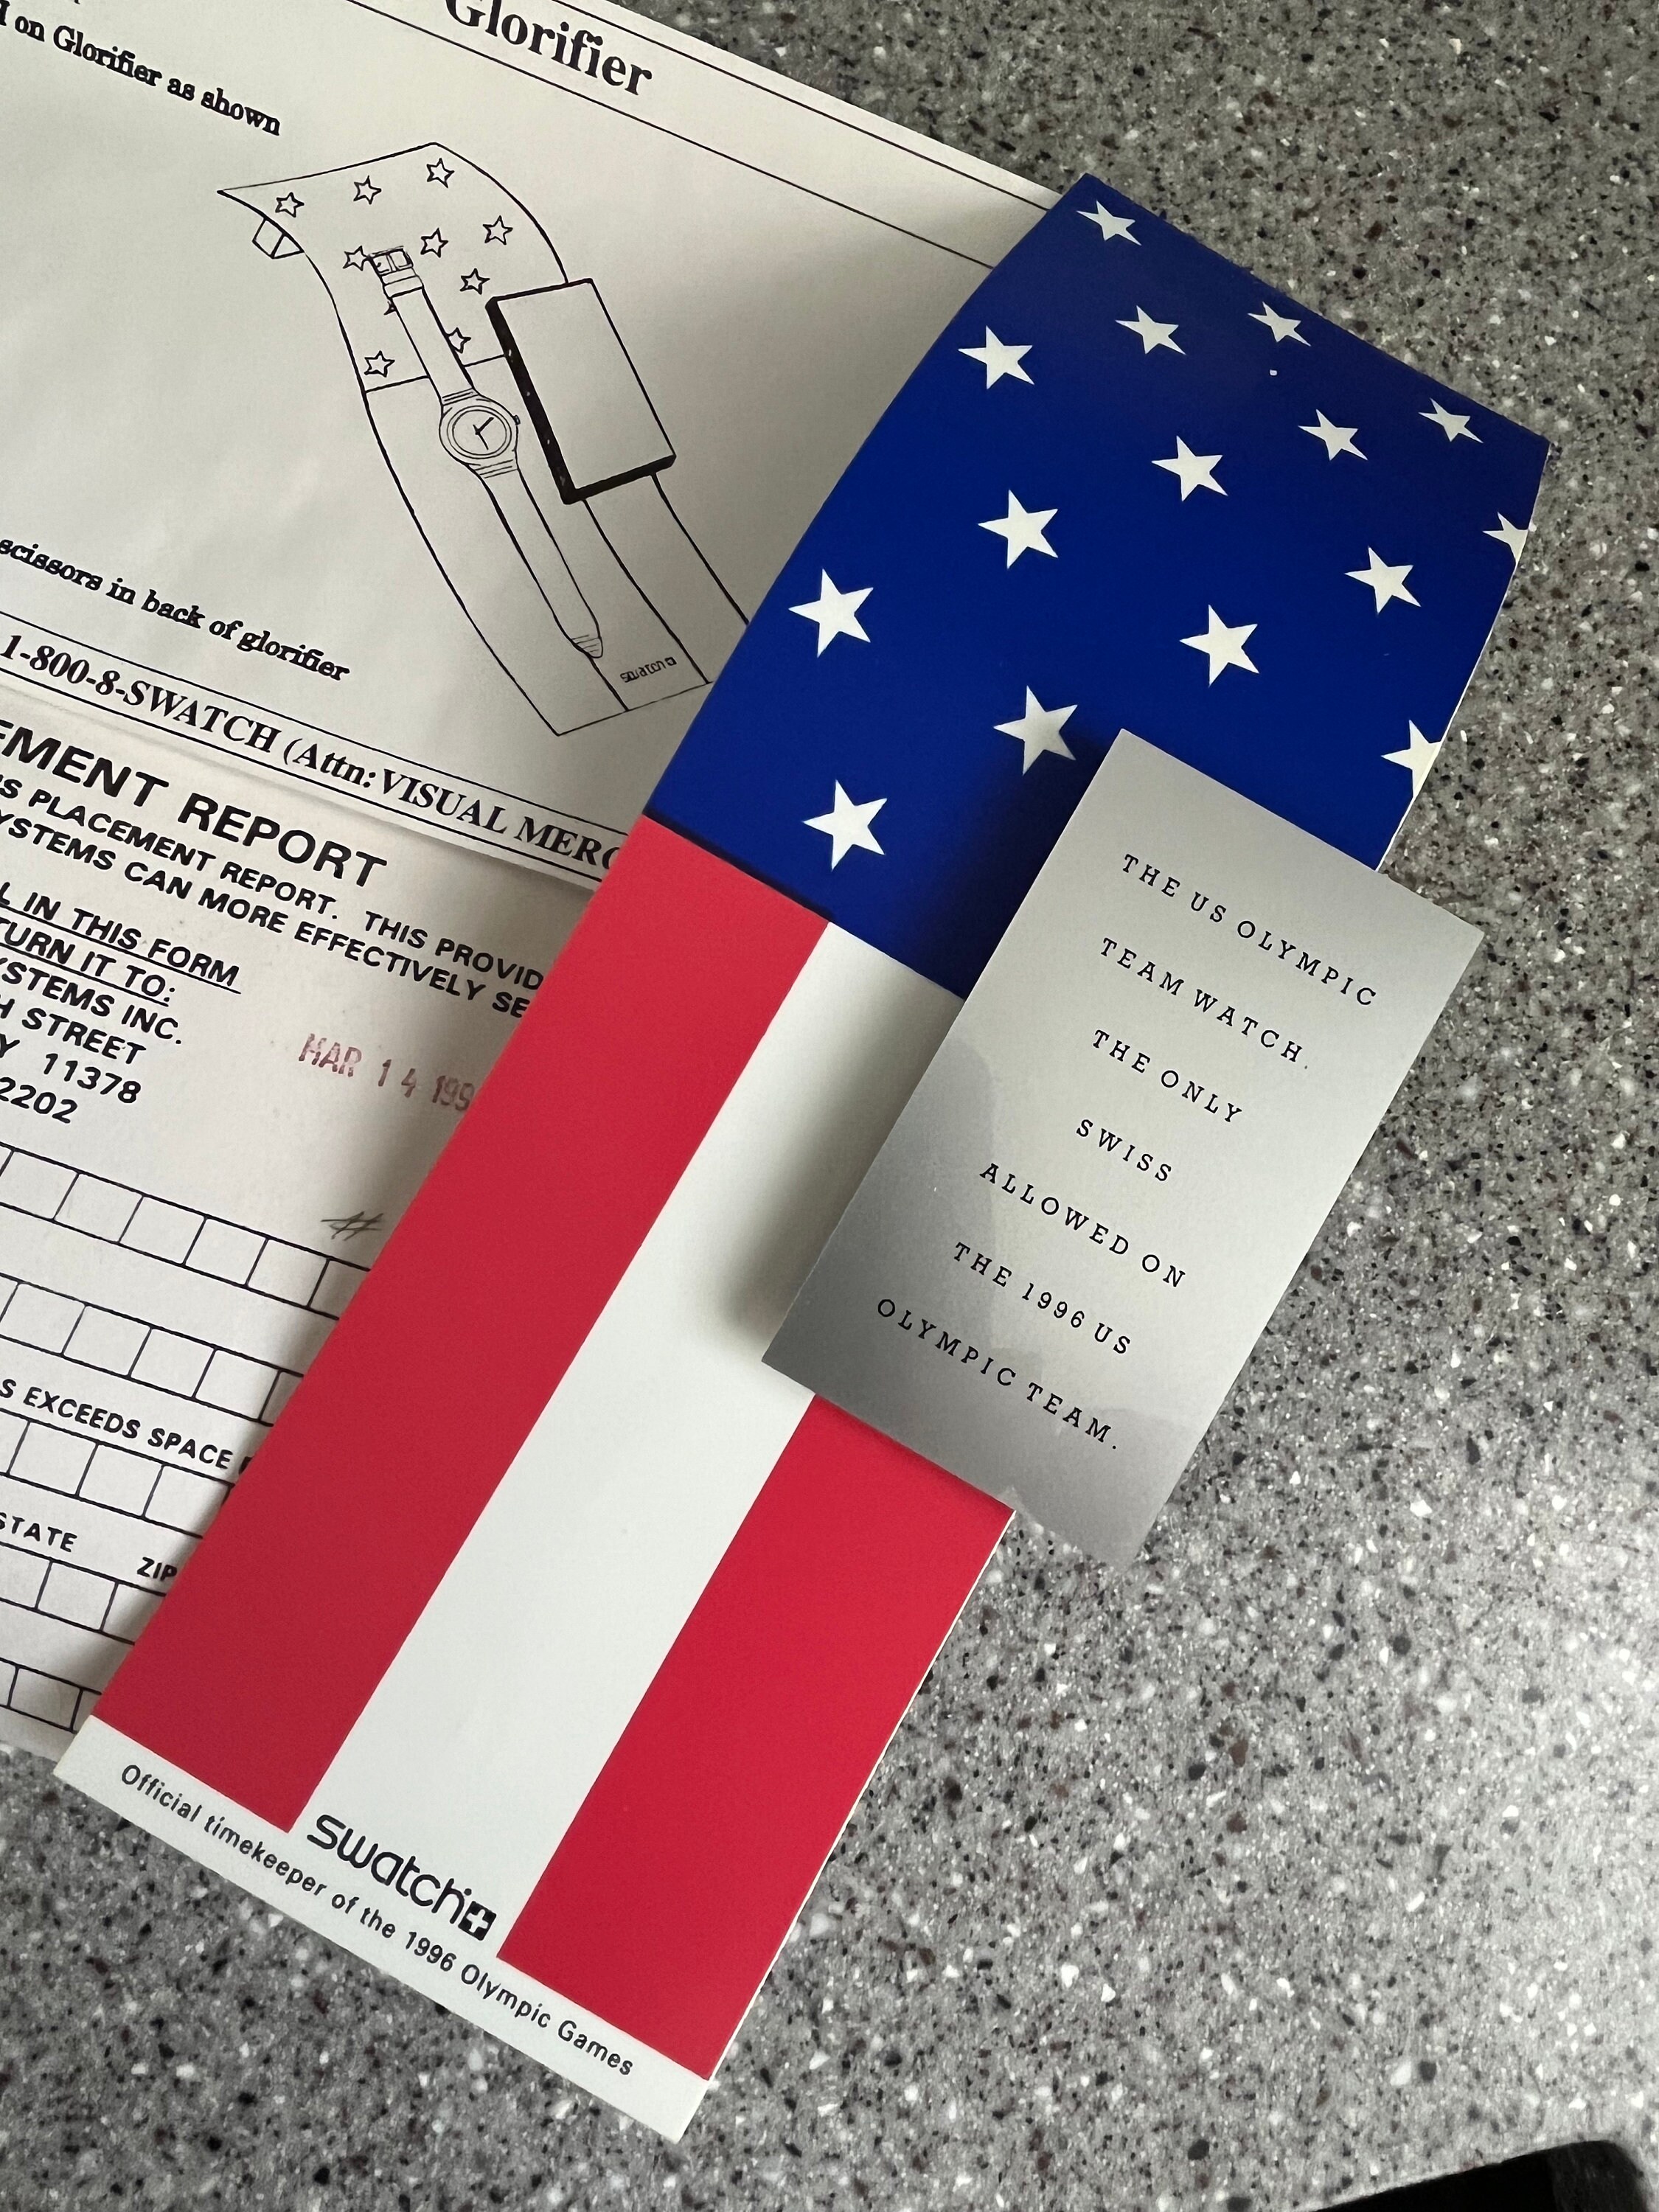 Glorifier
on Glorifier as shown
swatch
scissors in back of glorifier
1-800-8-SWATCH (Attn: VISUAL MERC
EMENT REPORT
S PLACEMENT REPORT. THIS PROVID
YSTEMS CAN MORE EFFECTIVELY SE
L IN THIS FORM
TURN IT TO:
YSTEMS INC.
H STREET
Y 11378
2202
MAR 14 199
#
S EXCEEDS SPACE
STATE ZIP
THE US OLYMPIC
TEAM WATCH.
THE ONLY
SWISS
ALLOWED ON
THE 1996 US
OLYMPIC TEAM.
swatch
Official timekeeper of the 1996 Olympic Games